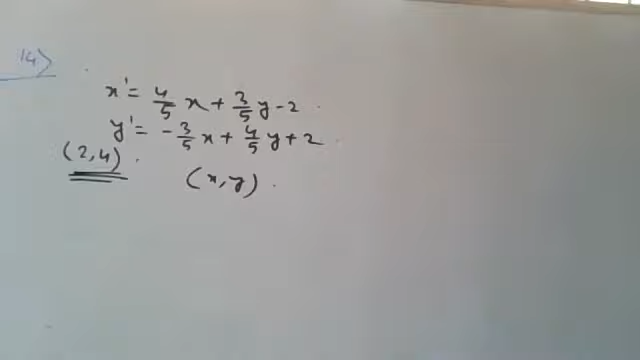 14)
x' = 4/5 x + 3/5 y - 2 .
y' = - 3/5 x + 4/5 y + 2 .
(2,4) .
(x,y) .